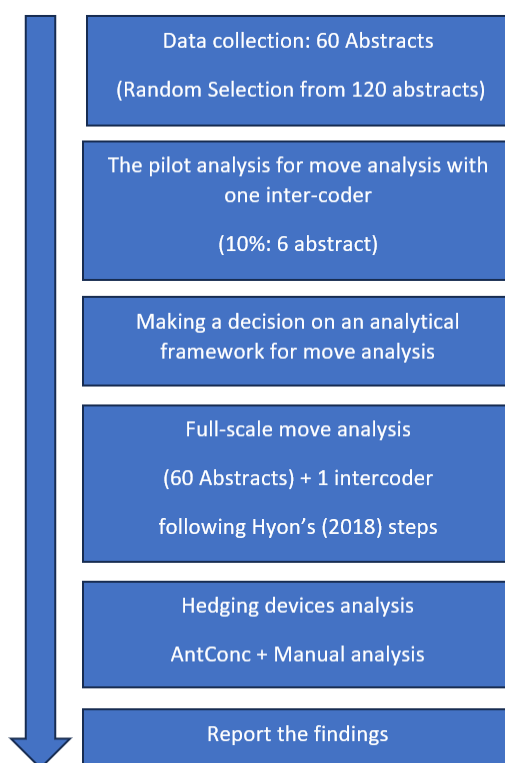 Data collection: 60 Abstracts
(Random Selection from 120 abstracts)
The pilot analysis for move analysis with
one inter-coder
(10%: 6 abstract)
Making a decision on an analytical
framework for move analysis
Full-scale move analysis
(60 Abstracts) + 1 intercoder
following Hyon’s (2018) steps
Hedging devices analysis
AntConc + Manual analysis
Report the findings